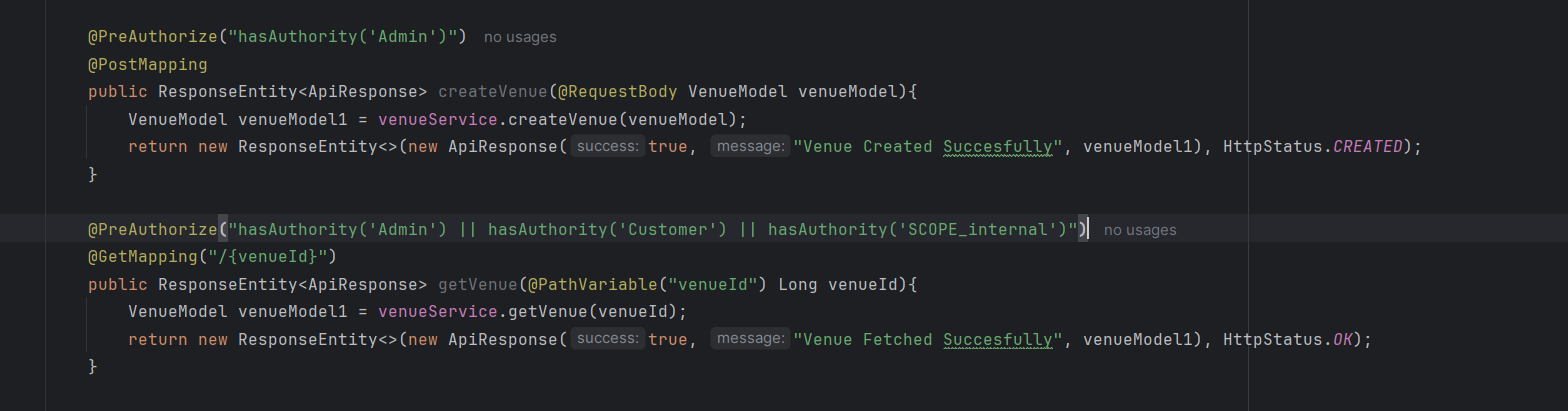 @PreAuthorize("hasAuthority('Admin')") no usages
@PostMapping
public ResponseEntity<ApiResponse> createVenue(@RequestBody VenueModel venueModel){
VenueModel venueModel1 = venueService.createVenue(venueModel);
return new ResponseEntity<>(new ApiResponse( success: true, message: "Venue Created Succesfully", venueModel1), HttpStatus.CREATED);
}
@PreAuthorize("hasAuthority('Admin') || hasAuthority('Customer') || hasAuthority('SCOPE_internal')") no usages
@GetMapping("/{venueId}")
public ResponseEntity<ApiResponse> getVenue(@PathVariable("venueId") Long venueId){
VenueModel venueModel1 = venueService.getVenue(venueId);
return new ResponseEntity<>(new ApiResponse( success: true, message: "Venue Fetched Succesfully", venueModel1), HttpStatus.OK);
}